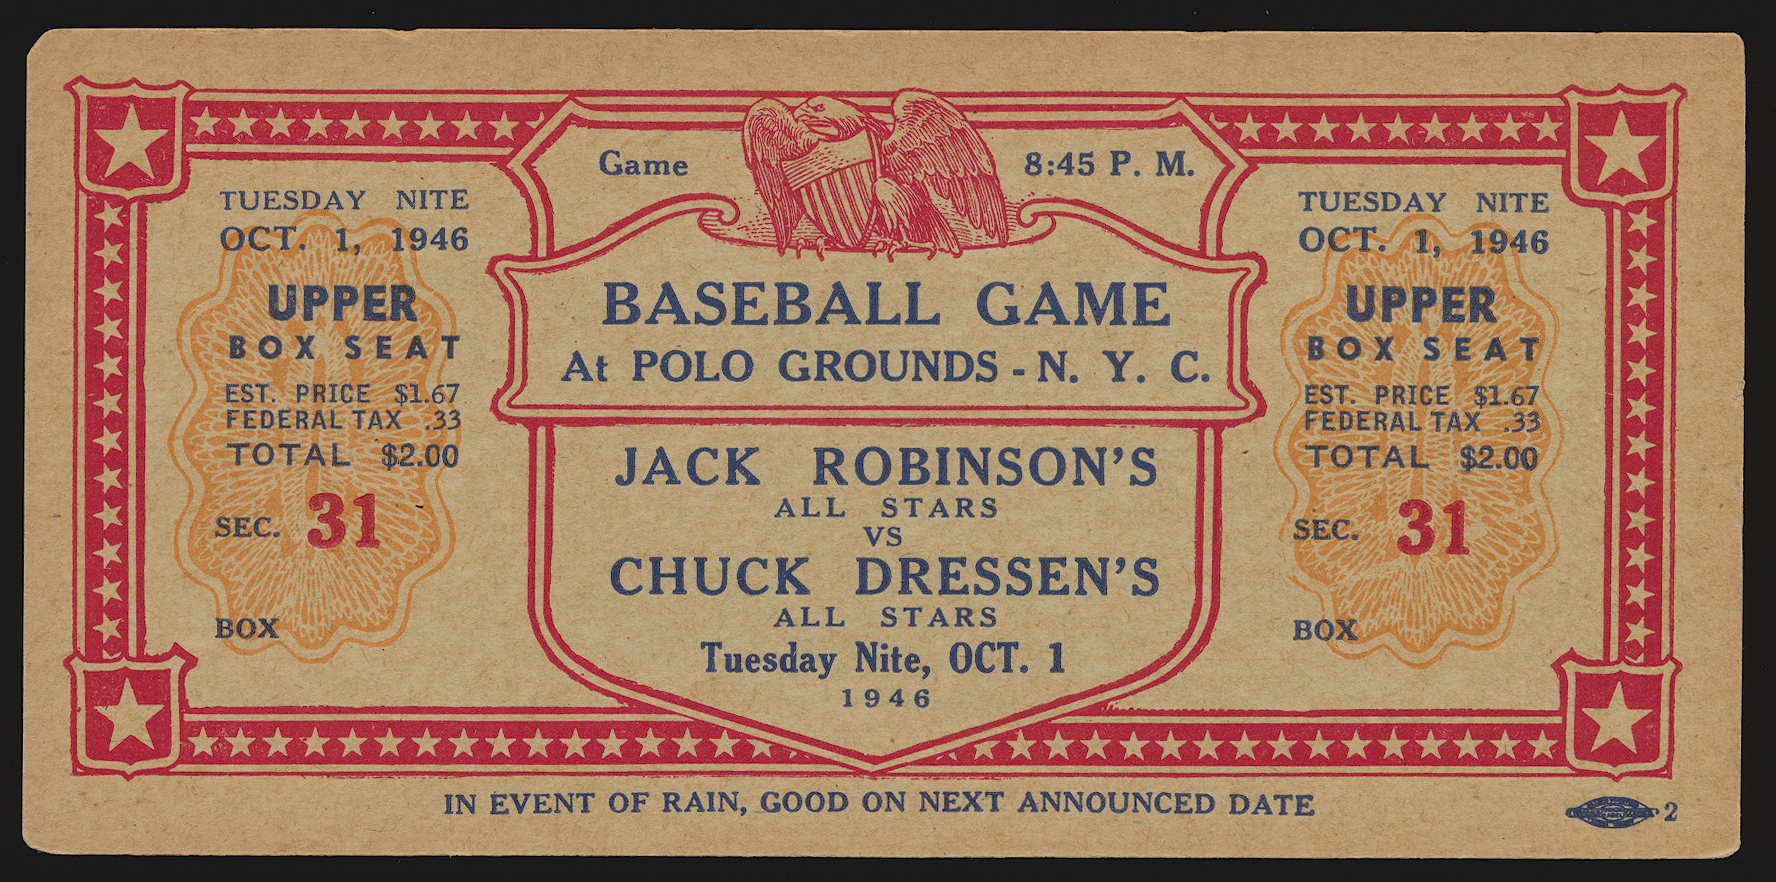 Game 8:45 P. M.
TUESDAY NITE
OCT. 1, 1946
UPPER
BOX SEAT
EST. PRICE $1.67
FEDERAL TAX .33
TOTAL $2.00
SEC. 31
BOX
BASEBALL GAME
At POLO GROUNDS - N. Y. C.
JACK ROBINSON'S
ALL STARS
VS
CHUCK DRESSEN'S
ALL STARS
Tuesday Nite, OCT. 1
1946
TUESDAY NITE
OCT. 1, 1946
UPPER
BOX SEAT
EST. PRICE $1.67
FEDERAL TAX .33
TOTAL $2.00
SEC. 31
BOX
IN EVENT OF RAIN, GOOD ON NEXT ANNOUNCED DATE
2